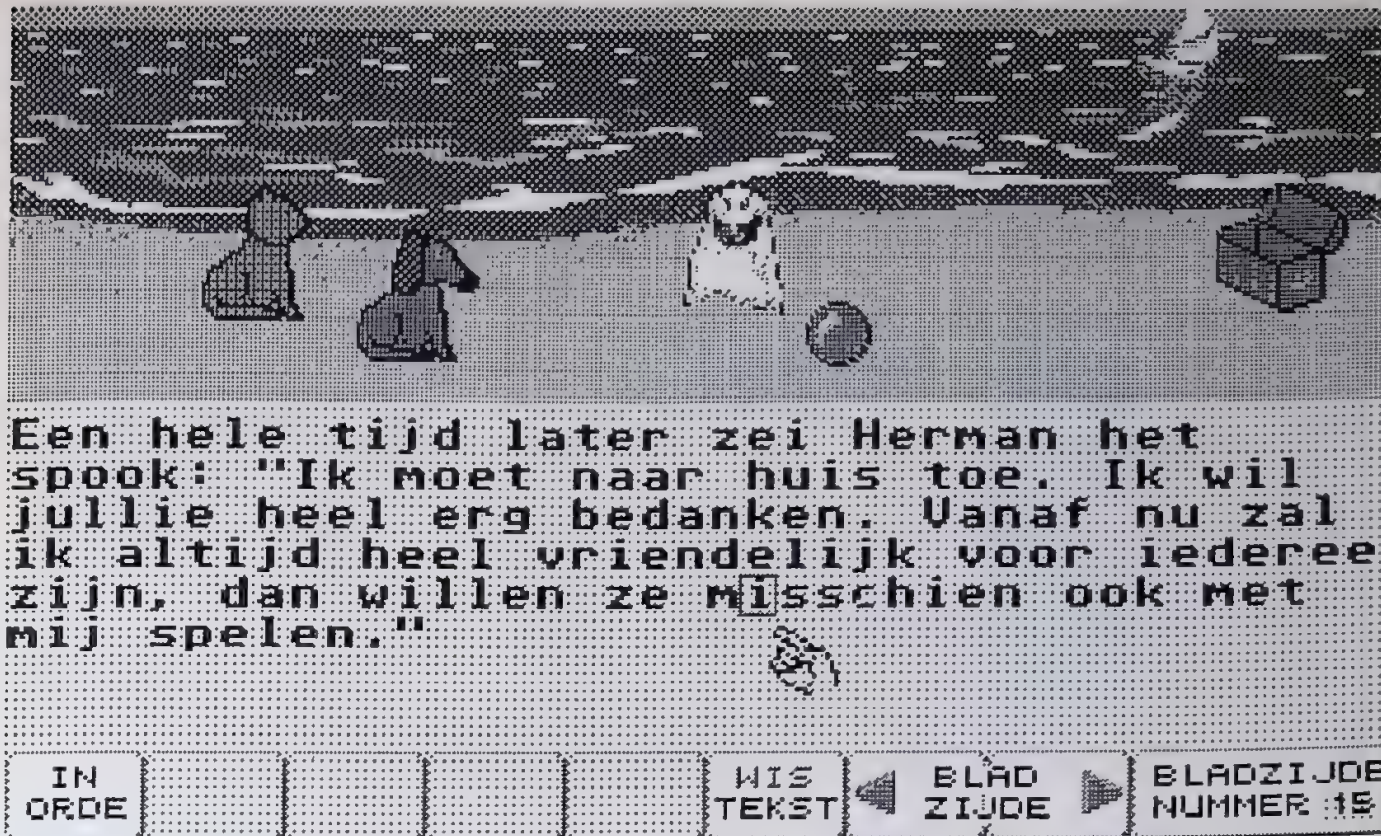 Een hele tijd later zei Herman het
spook: "Ik moet naar huis toe. Ik wil
jullie heel erg bedanken. Vanaf nu zal
ik altijd heel vriendelijk voor iederee
zijn, dan willen ze misschien ook met
mij spelen."
IN
ORDE
WIS
TEKST
BLAD
ZIJDE
BLADZIJDE
NUMMER :15